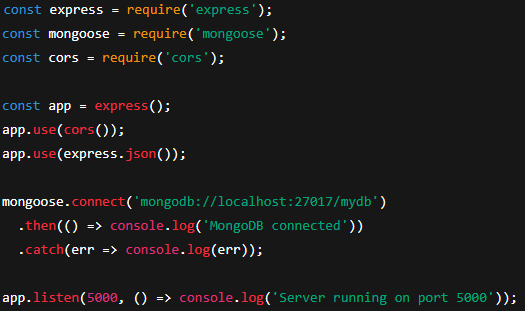 const express = require('express');
const mongoose = require('mongoose');
const cors = require('cors');
const app = express();
app.use(cors());
app.use(express.json());
mongoose.connect('mongodb://localhost:27017/mydb')
.then(() => console.log('MongoDB connected'))
.catch(err => console.log(err));
app.listen(5000, () => console.log('Server running on port 5000'));